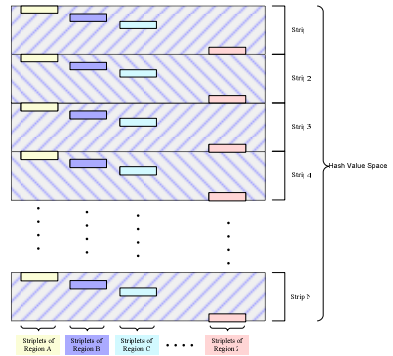 Strip
Strip 2
Strip 3
Strip 4
Hash Value Space
Strip N
Striplets of
Region A
Striplets of
Region B
Striplets of
Region C
Striplets of
Region